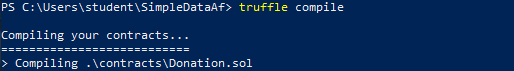 PS C:\Users\student\SimpleDataAf> truffle compile
Compiling your contracts...
===========================
> Compiling .\contracts\Donation.sol